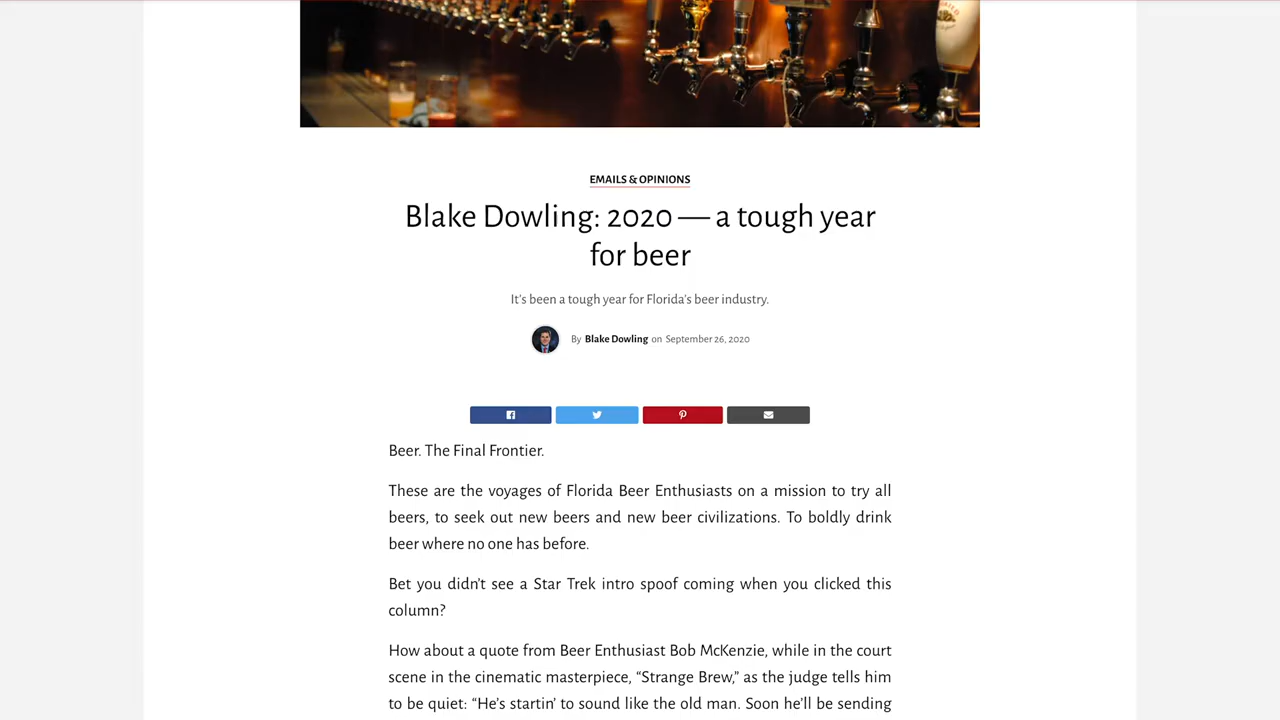 EMAILS & OPINIONS
Blake Dowling: 2020 — a tough year
for beer
It's been a tough year for Florida's beer industry.
By Blake Dowling on September 26, 2020
Beer. The Final Frontier.
These are the voyages of Florida Beer Enthusiasts on a mission to try all
beers, to seek out new beers and new beer civilizations. To boldly drink
beer where no one has before.
Bet you didn't see a Star Trek intro spoof coming when you clicked this
column?
How about a quote from Beer Enthusiast Bob McKenzie, while in the court
scene in the cinematic masterpiece, “Strange Brew,” as the judge tells him
to be quiet: “He's startin' to sound like the old man. Soon he'll be sending